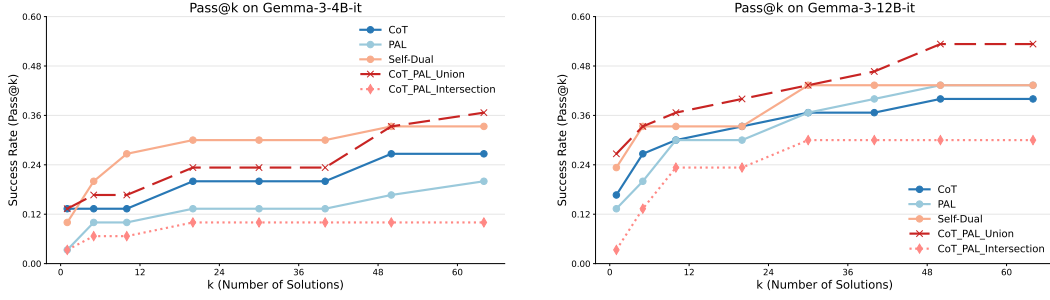 Pass@k on Gemma-3-4B-it
Success Rate (Pass@k)
0.60
0.48
0.36
0.24
0.12
0.00
CoT
PAL
Self-Dual
CoT_PAL_Union
CoT_PAL_Intersection
0 12 24 36 48 60
k (Number of Solutions)
Pass@k on Gemma-3-12B-it
Success Rate (Pass@k)
0.60
0.48
0.36
0.24
0.12
0.00
CoT
PAL
Self-Dual
CoT_PAL_Union
CoT_PAL_Intersection
0 12 24 36 48 60
k (Number of Solutions)